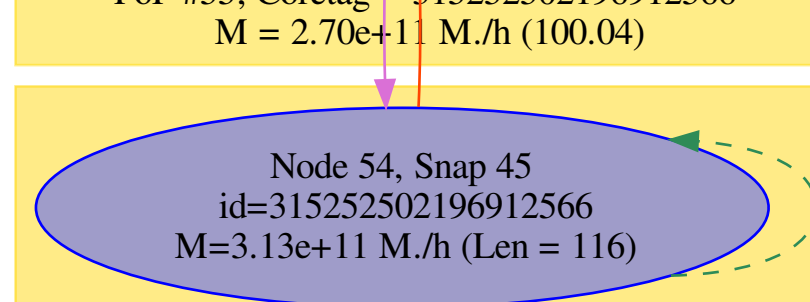 M = 2.70e+11 M./h (100.04)
Node 54, Snap 45
id=315252502196912566
M=3.13e+11 M./h (Len = 116)